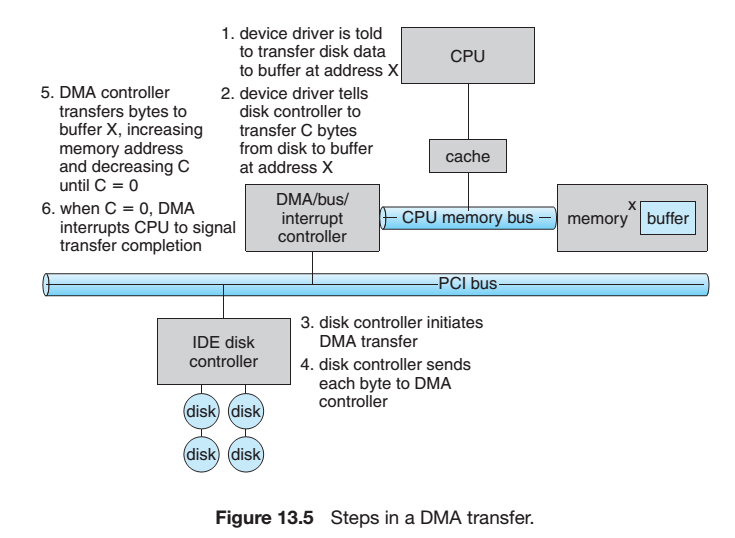 1. device driver is told
to transfer disk data
to buffer at address X
2. device driver tells
disk controller to
transfer C bytes
from disk to buffer
at address X
5. DMA controller
transfers bytes to
buffer X, increasing
memory address
and decreasing C
until C = 0
6. when C = 0, DMA
interrupts CPU to signal
transfer completion
CPU
cache
DMA/bus/
interrupt
controller
CPU memory bus
memory
x
buffer
PCI bus
IDE disk
controller
3. disk controller initiates
DMA transfer
4. disk controller sends
each byte to DMA
controller
disk
disk
disk
disk
Figure 13.5 Steps in a DMA transfer.